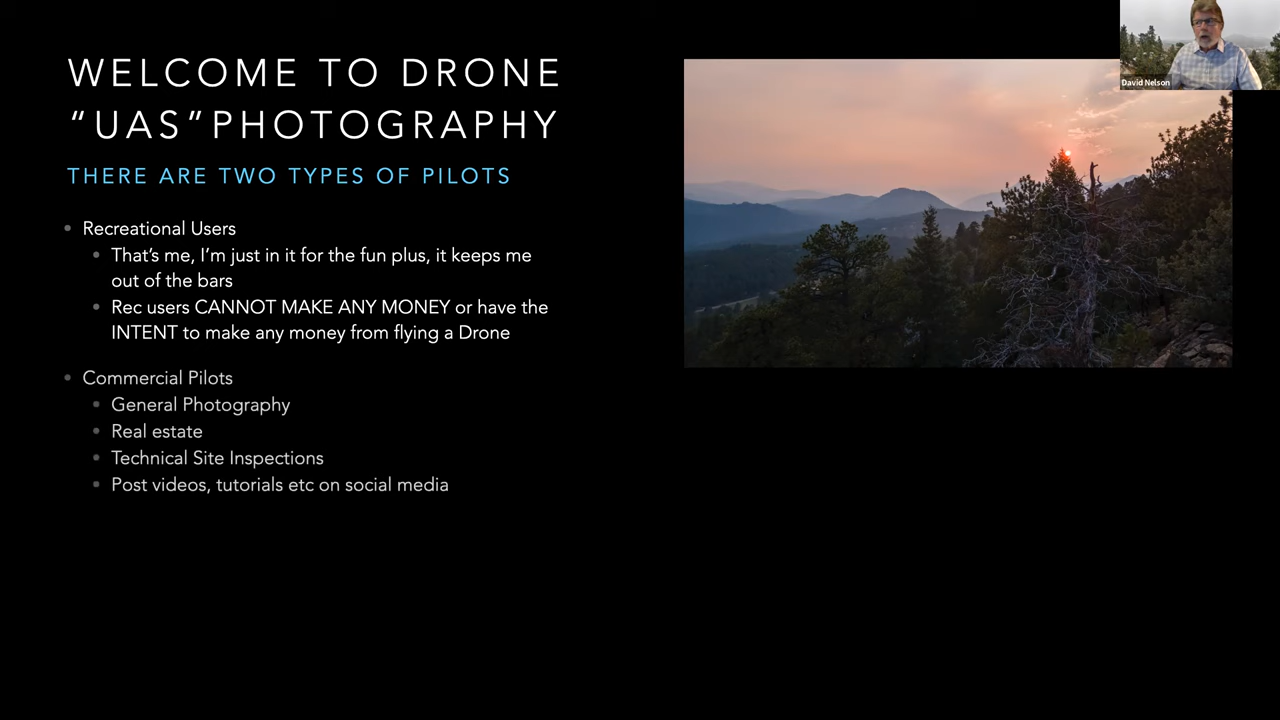 WELCOME TO DRONE
“UAS”PHOTOGRAPHY
THERE ARE TWO TYPES OF PILOTS
• Recreational Users
• That’s me, I’m just in it for the fun plus, it keeps me
out of the bars
• Rec users CANNOT MAKE ANY MONEY or have the
INTENT to make any money from flying a Drone
• Commercial Pilots
• General Photography
• Real estate
• Technical Site Inspections
• Post videos, tutorials etc on social media
David Nelson